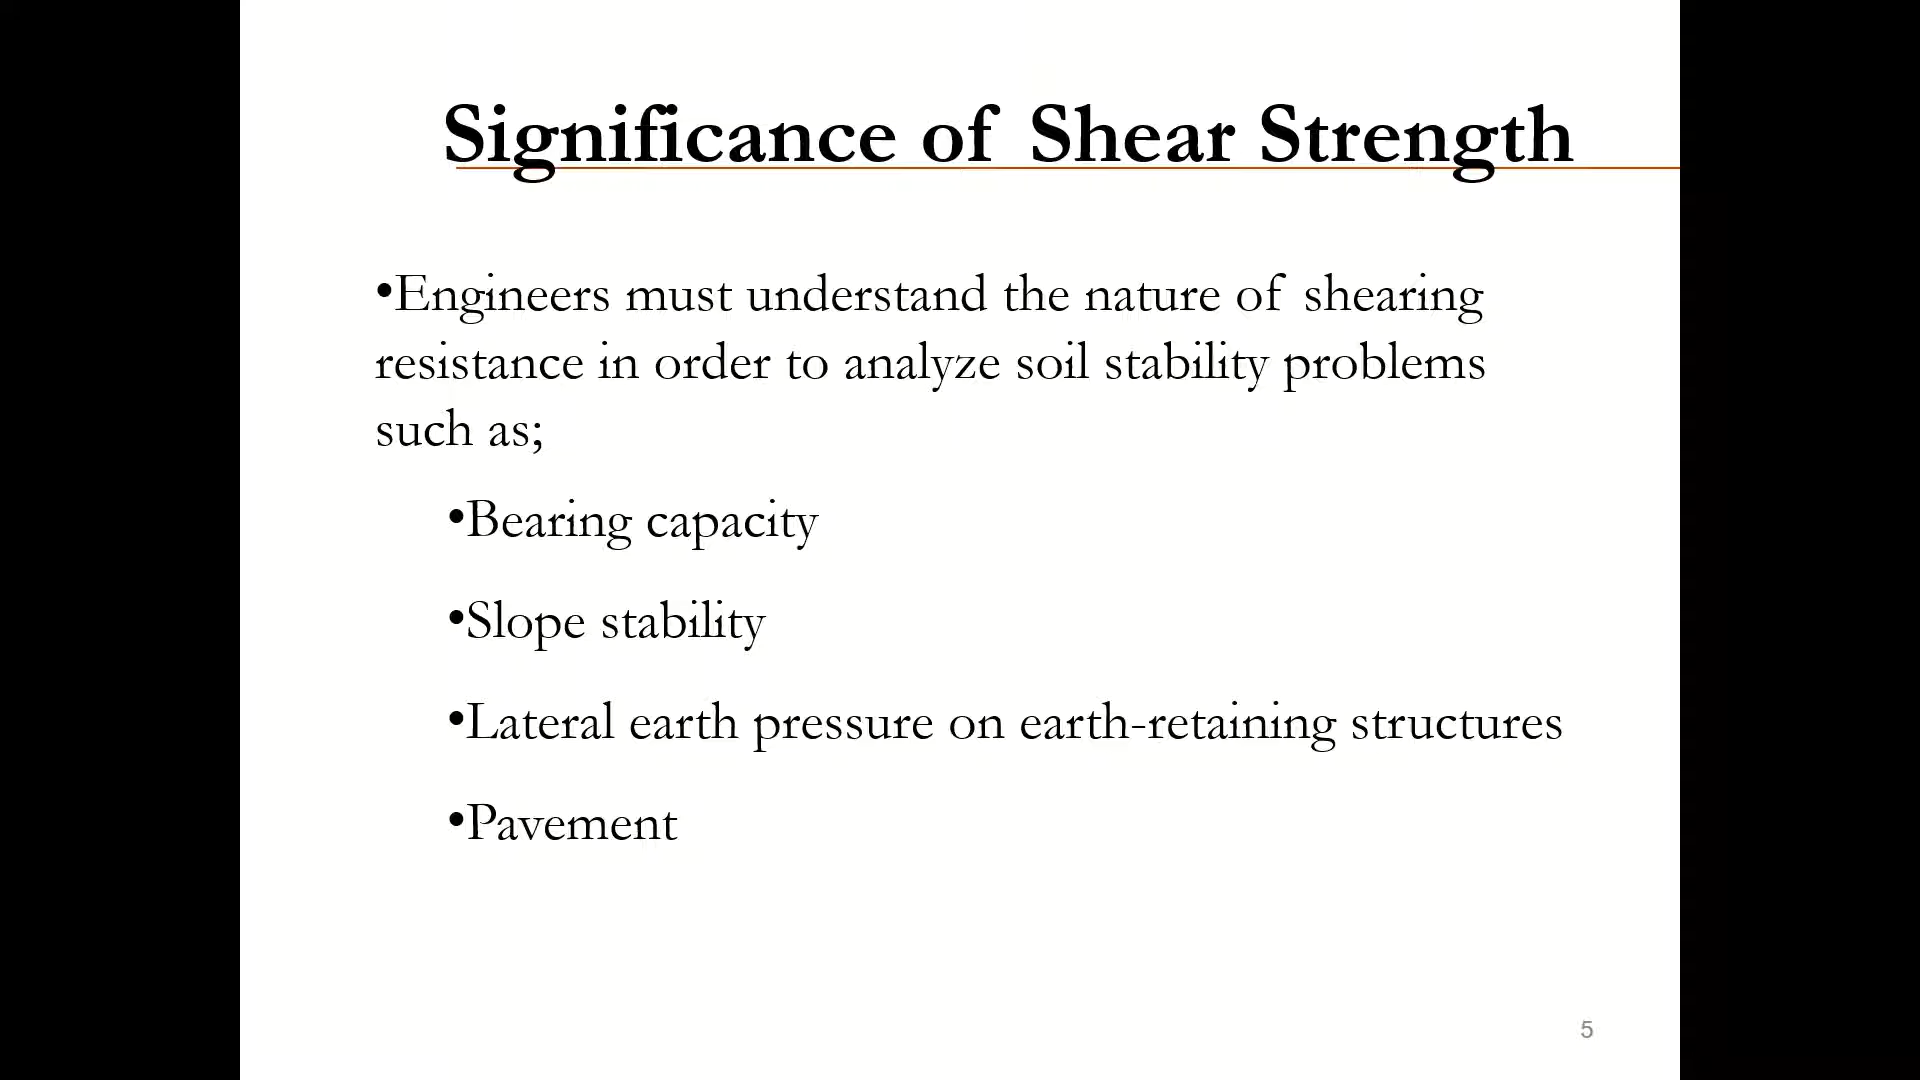 Significance of Shear Strength
•Engineers must understand the nature of shearing
resistance in order to analyze soil stability problems
such as;
•Bearing capacity
•Slope stability
•Lateral earth pressure on earth-retaining structures
•Pavement
5